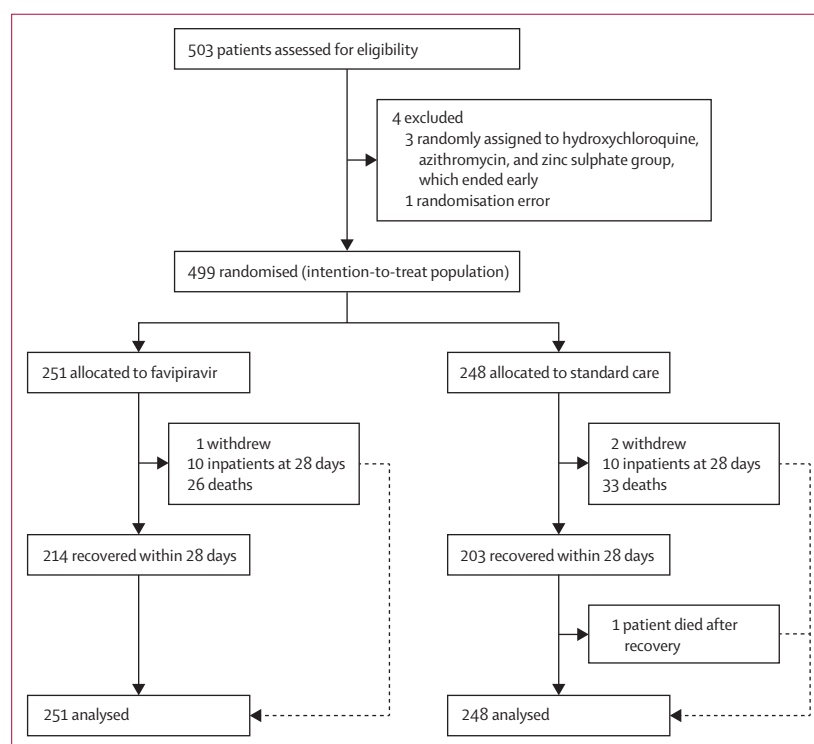 503 patients assessed for eligibility
4 excluded
3 randomly assigned to hydroxychloroquine,
azithromycin, and zinc sulphate group,
which ended early
1 randomisation error
499 randomised (intention-to-treat population)
251 allocated to favipiravir
248 allocated to standard care
1 withdrew
10 inpatients at 28 days
26 deaths
2 withdrew
10 inpatients at 28 days
33 deaths
214 recovered within 28 days
203 recovered within 28 days
1 patient died after
recovery
251 analysed
248 analysed